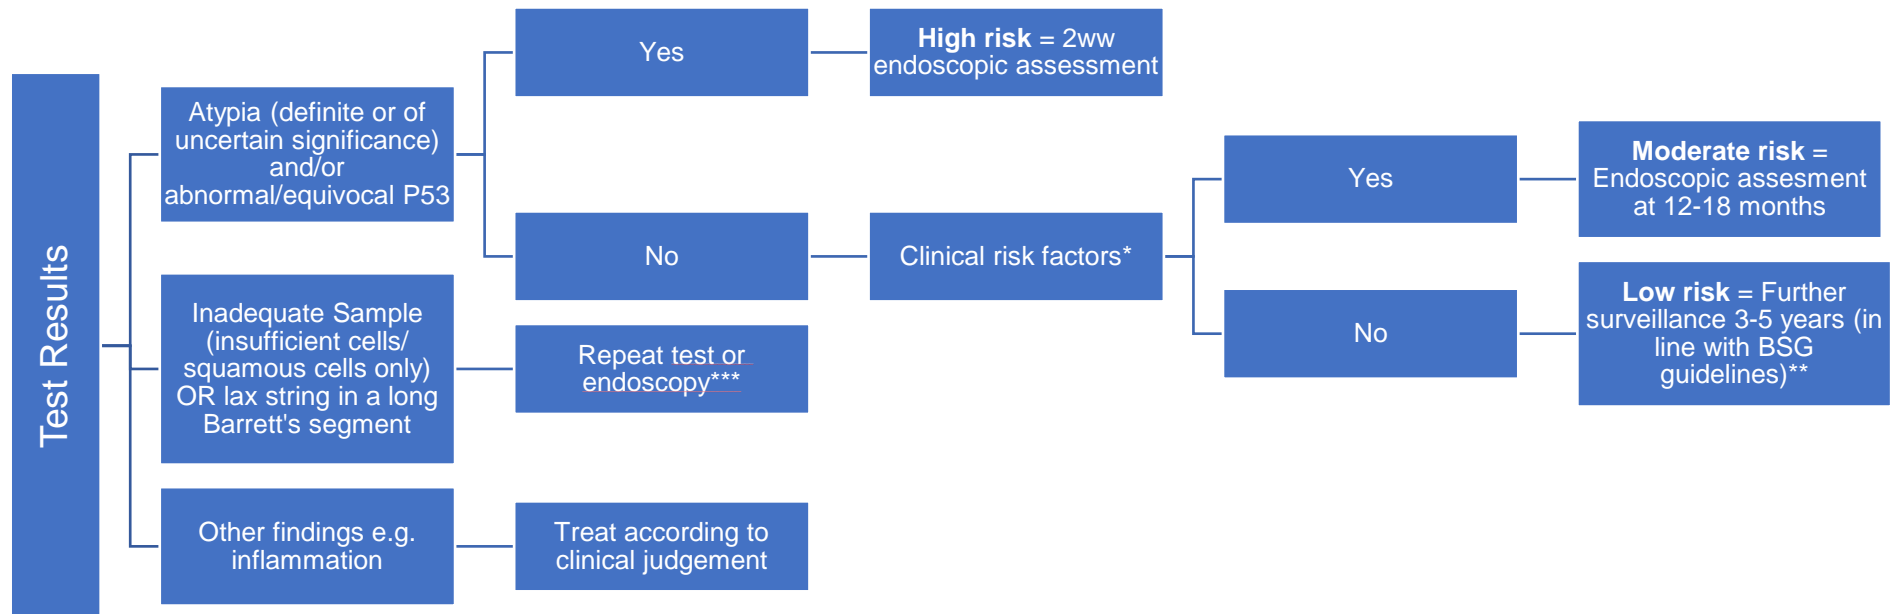 Test Results
Atypia (definite or of
uncertain significance)
and/or
abnormal/equivocal P53
Yes
High risk = 2ww
endoscopic assessment
No
Clinical risk factors*
Yes
Moderate risk =
Endoscopic assesment
at 12-18 months
No
Low risk = Further
surveillance 3-5 years (in
line with BSG
guidelines)**
Inadequate Sample
(insufficient cells/
squamous cells only)
OR lax string in a long
Barrett's segment
Repeat test or
endoscopy***
Other findings e.g.
inflammation
Treat according to
clinical judgement